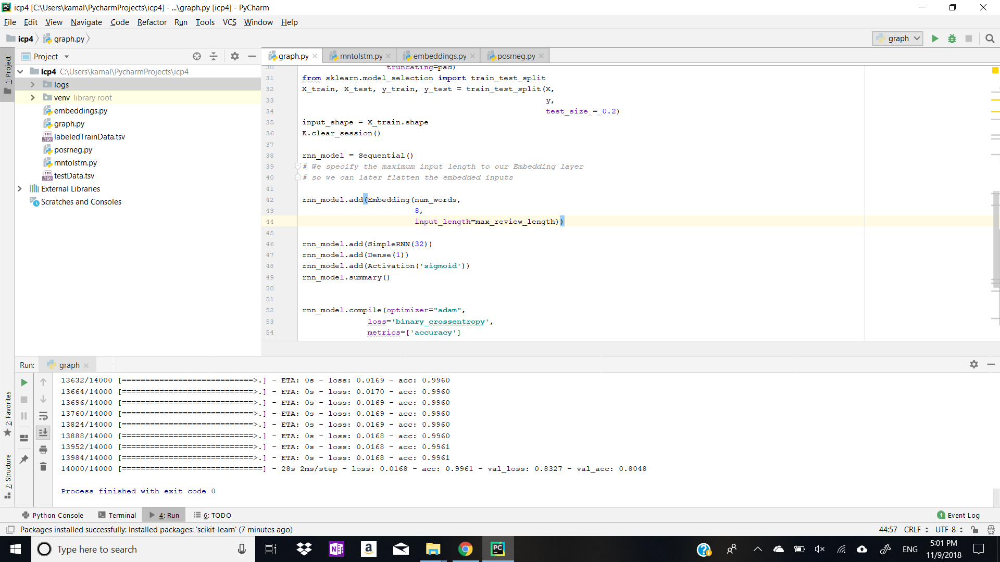 icp4 [C:\Users\kamal\PycharmProjects\icp4] - ...\graph.py [icp4] - PyCharm
File Edit View Navigate Code Refactor Run Tools VCS Window Help
icp4 graph.py graph
1: Project
Project
graph.py rnntolstm.py embeddings.py posrneg.py
icp4 C:\Users\kamal\PycharmProjects\icp4
logs
venv library root
embeddings.py
graph.py
labeledTrainData.tsv
posrneg.py
rnntolstm.py
testData.tsv
External Libraries
Scratches and Consoles
30 truncating=pad)
31 from sklearn.model_selection import train_test_split
32 X_train, X_test, y_train, y_test = train_test_split(X,
33 y,
34 test_size = 0.2)
35 input_shape = X_train.shape
36 K.clear_session()
37
38 rnn_model = Sequential()
39 # We specify the maximum input length to our Embedding layer
40 # so we can later flatten the embedded inputs
41
42 rnn_model.add(Embedding(num_words,
43 8,
44 input_length=max_review_length))
45
46 rnn_model.add(SimpleRNN(32))
47 rnn_model.add(Dense(1))
48 rnn_model.add(Activation('sigmoid'))
49 rnn_model.summary()
50
51
52 rnn_model.compile(optimizer="adam",
53 loss='binary_crossentropy',
54 metrics=['accuracy']
Run: graph
13632/14000 [============================>.] - ETA: 0s - loss: 0.0169 - acc: 0.9960
13664/14000 [============================>.] - ETA: 0s - loss: 0.0170 - acc: 0.9960
13696/14000 [============================>.] - ETA: 0s - loss: 0.0169 - acc: 0.9960
13760/14000 [============================>.] - ETA: 0s - loss: 0.0169 - acc: 0.9960
13824/14000 [============================>.] - ETA: 0s - loss: 0.0169 - acc: 0.9960
13888/14000 [============================>.] - ETA: 0s - loss: 0.0168 - acc: 0.9960
13952/14000 [============================>.] - ETA: 0s - loss: 0.0168 - acc: 0.9961
13984/14000 [============================>.] - ETA: 0s - loss: 0.0168 - acc: 0.9961
14000/14000 [==============================] - 28s 2ms/step - loss: 0.0168 - acc: 0.9961 - val_loss: 0.8327 - val_acc: 0.8048
Process finished with exit code 0
2: Favorites
7: Structure
Python Console Terminal 4: Run 6: TODO 1 Event Log
Packages installed successfully: Installed packages: 'scikit-learn' (7 minutes ago) 44:57 CRLF UTF-8
Type here to search ENG 5:01 PM
11/9/2018